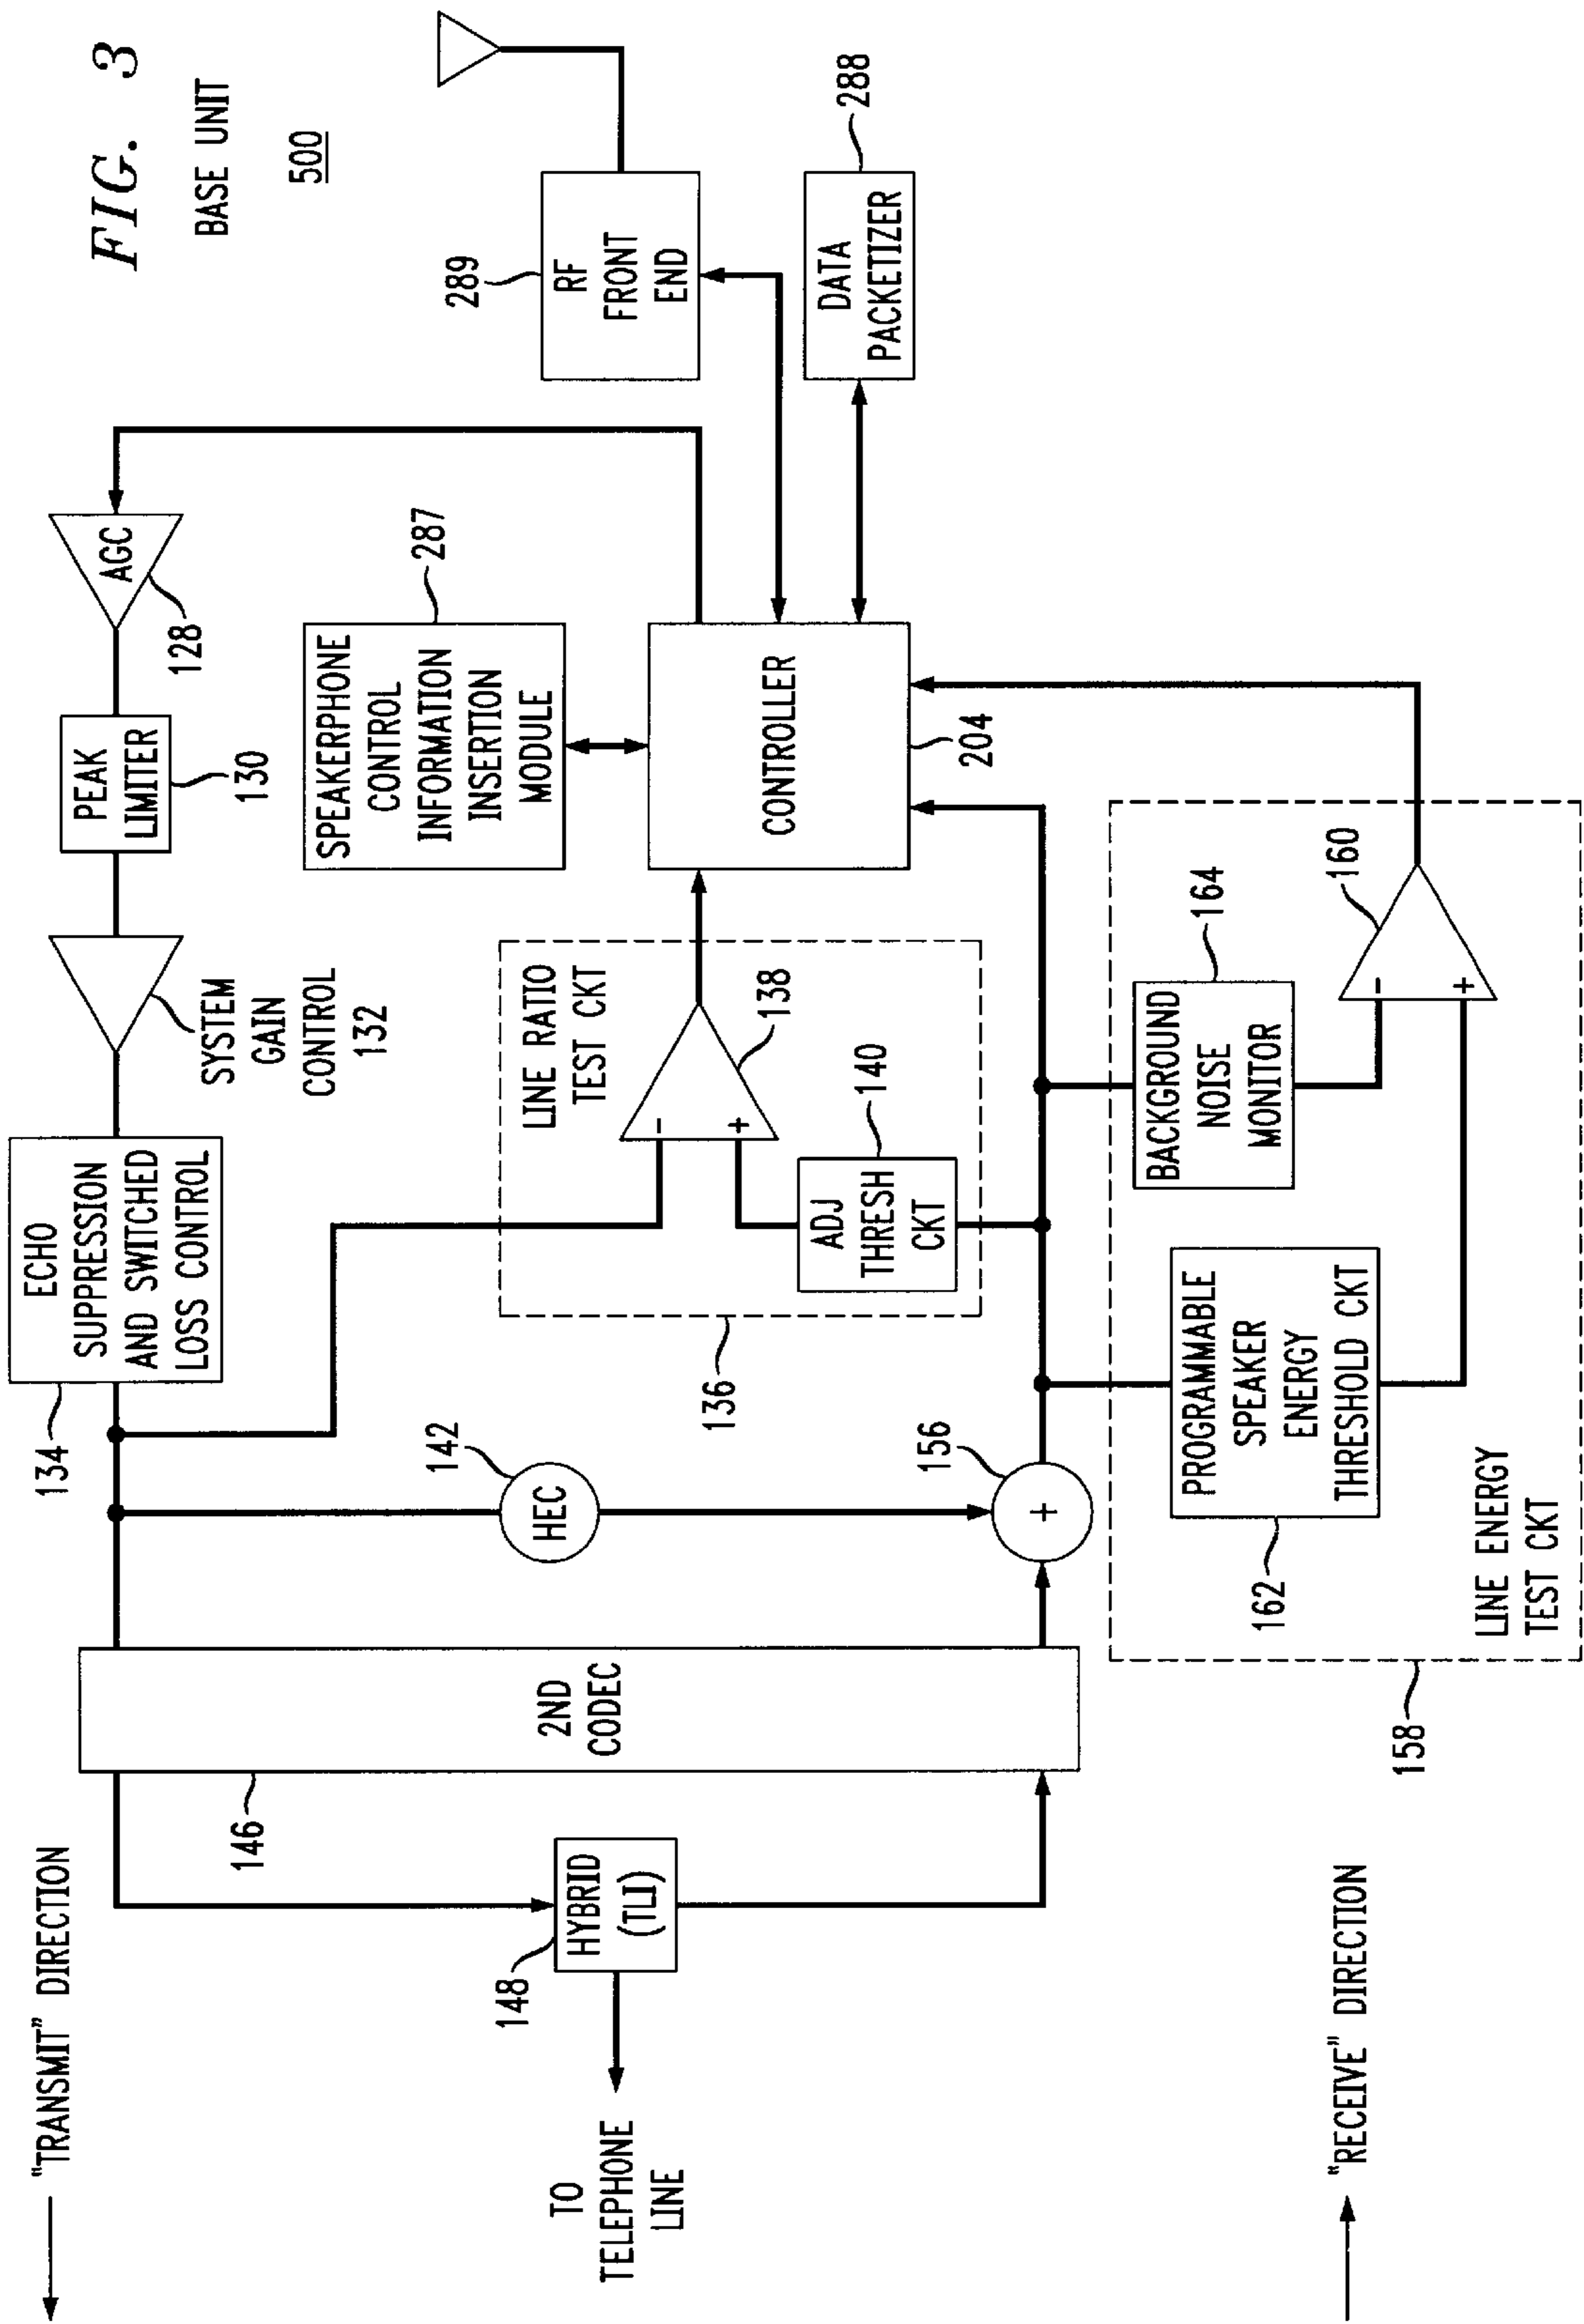 FIG. 3
BASE UNIT
500
"TRANSMIT" DIRECTION
134
ECHO
SUPPRESSION
AND SWITCHED
LOSS CONTROL
SYSTEM
GAIN
CONTROL
132
PEAK
LIMITER
130
AGC
128
146
2ND
CODEC
142
HEC
LINE RATIO
TEST CKT
-
+
138
140
ADJ
THRESH
CKT
136
SPEAKERPHONE
CONTROL
INFORMATION
INSERTION
MODULE
287
CONTROLLER
204
289
RF
FRONT
END
DATA
PACKETIZER
288
148
HYBRID
(TLI)
TO
TELEPHONE
LINE
156
+
PROGRAMMABLE
SPEAKER
ENERGY
THRESHOLD CKT
162
BACKGROUND
NOISE
MONITOR
164
-
+
160
LINE ENERGY
TEST CKT
158
"RECEIVE" DIRECTION